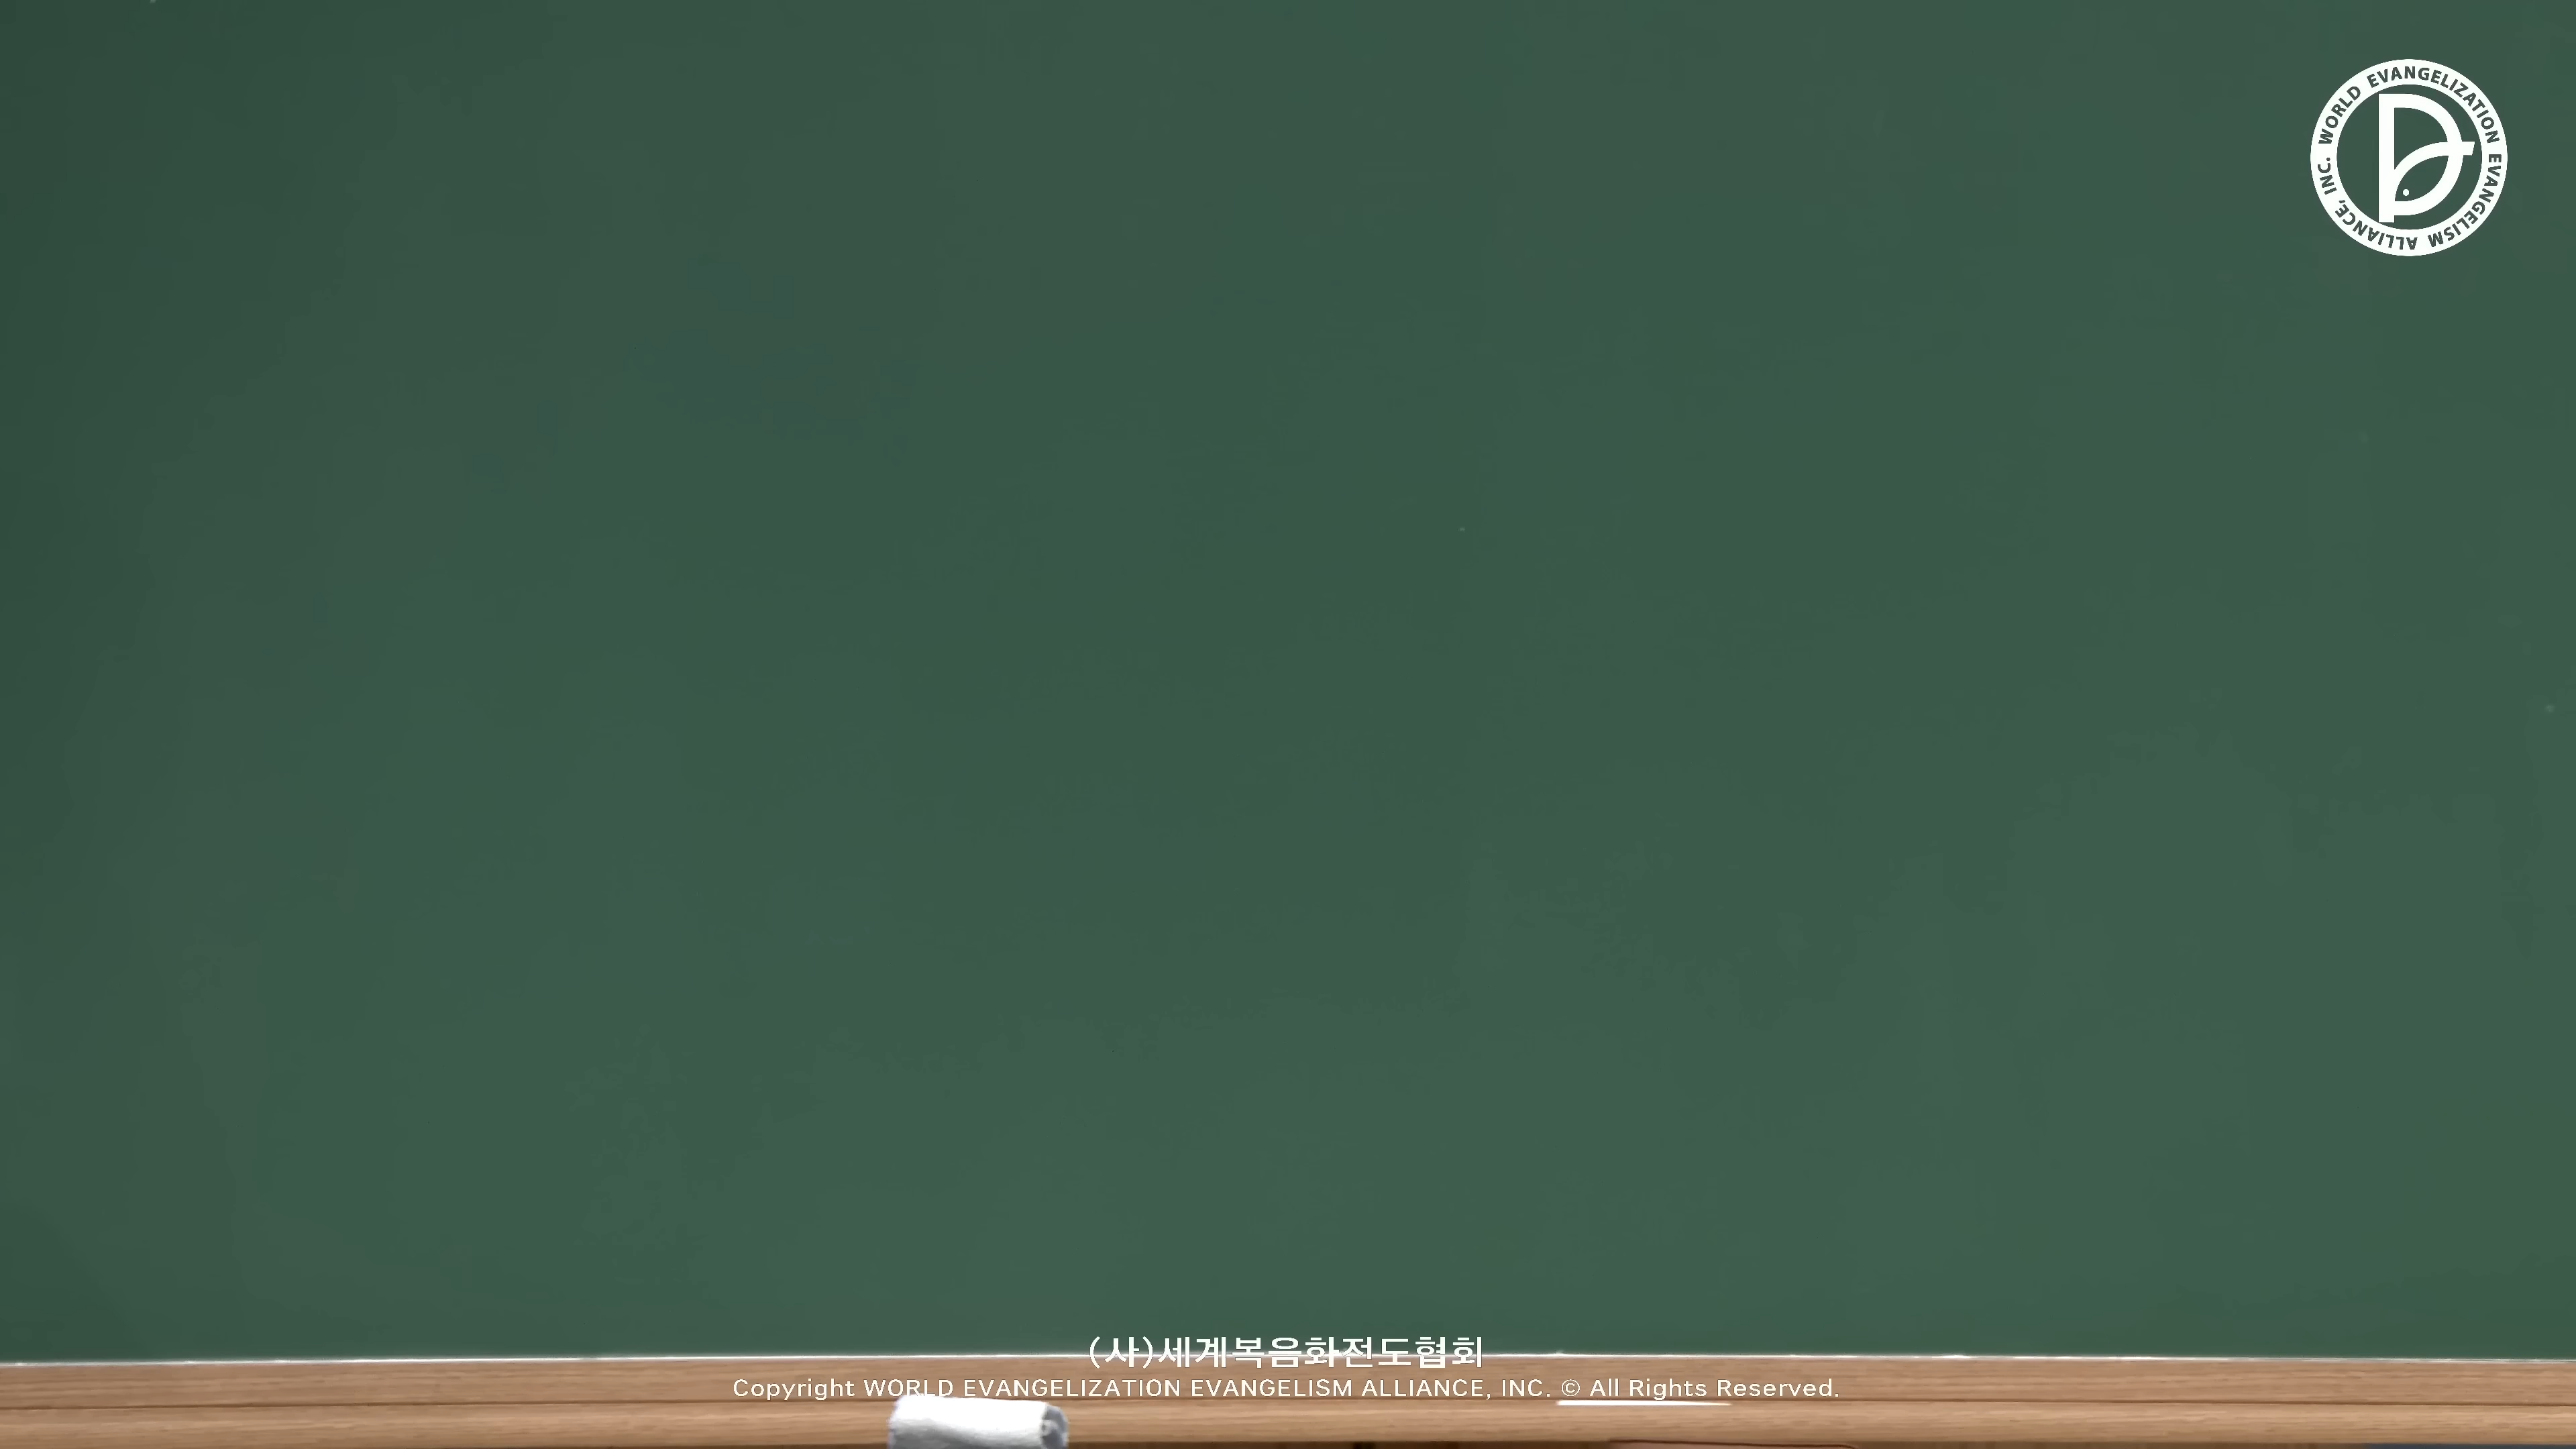 WORLD EVANGELIZATION EVANGELISM ALLIANCE, INC.
(사)세계복음화전도협회
Copyright WORLD EVANGELIZATION EVANGELISM ALLIANCE, INC. © All Rights Reserved.